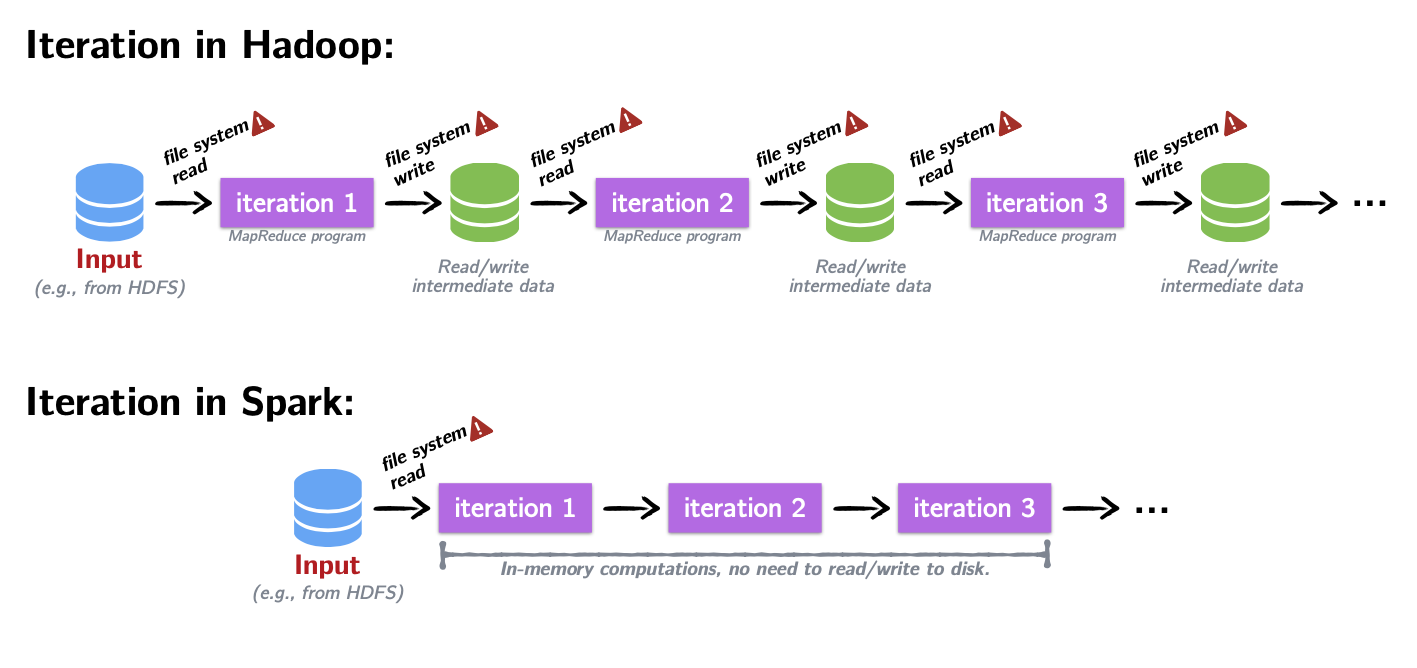 Iteration in Hadoop:
file system
read
file system
write
file system
read
file system
write
file system
read
file system
write
iteration 1
iteration 2
iteration 3
...
MapReduce program
MapReduce program
MapReduce program
Input
(e.g., from HDFS)
Read/write
intermediate data
Read/write
intermediate data
Read/write
intermediate data
Iteration in Spark:
file system
read
iteration 1
iteration 2
iteration 3
...
Input
(e.g., from HDFS)
In-memory computations, no need to read/write to disk.